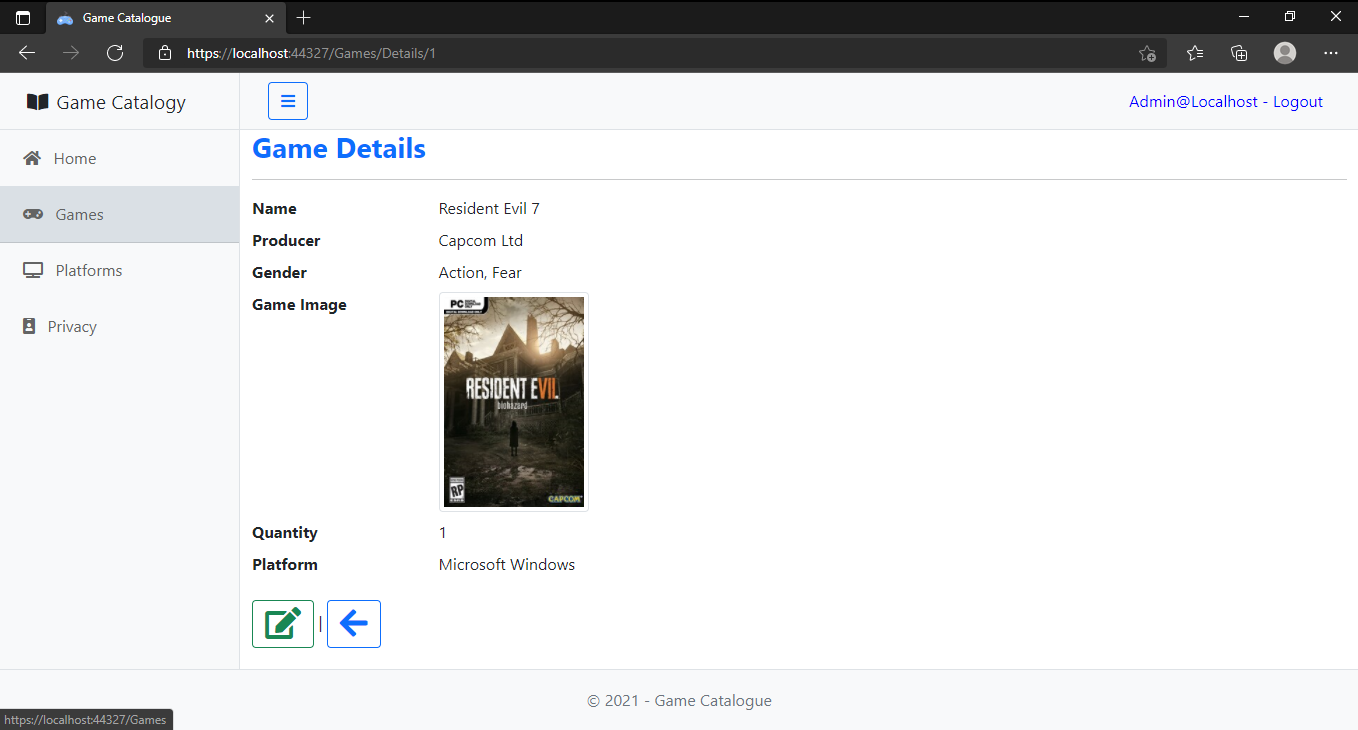 Game Catalogue
https://localhost:44327/Games/Details/1
Game Catalogy
Admin@Localhost - Logout
Home
Games
Platforms
Privacy
Game Details
Name Resident Evil 7
Producer Capcom Ltd
Gender Action, Fear
Game Image
PC
RESIDENT EVIL
biohazard
RP
CAPCOM
Quantity 1
Platform Microsoft Windows
|
© 2021 - Game Catalogue
https://localhost:44327/Games